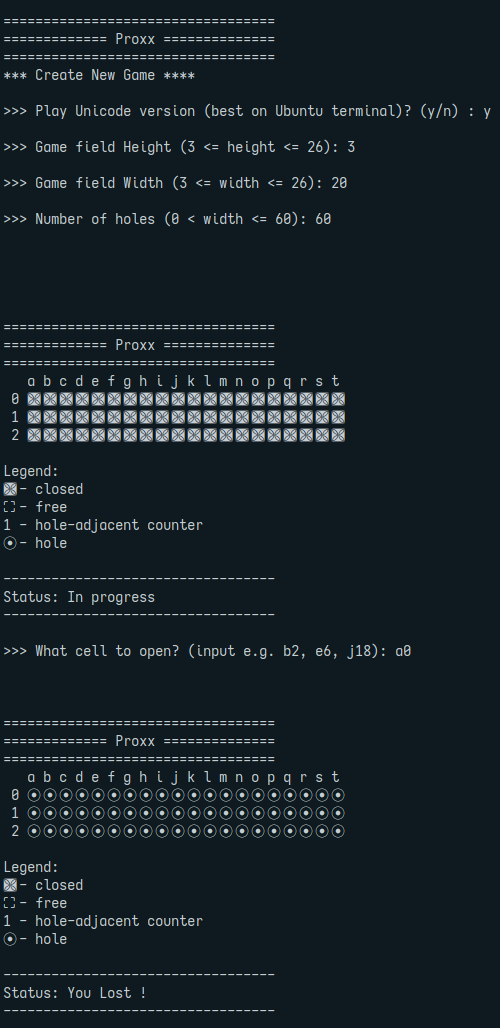 ==================================
============= Proxx ==============
==================================
*** Create New Game ****
>>> Play Unicode version (best on Ubuntu terminal)? (y/n) : y
>>> Game field Height (3 <= height <= 26): 3
>>> Game field Width (3 <= width <= 26): 20
>>> Number of holes (0 < width <= 60): 60
==================================
============= Proxx ==============
==================================
a b c d e f g h i j k l m n o p q r s t
0
1
2
Legend:
- closed
- free
1 - hole-adjacent counter
☉ - hole
----------------------------------
Status: In progress
----------------------------------
>>> What cell to open? (input e.g. b2, e6, j18): a0
==================================
============= Proxx ==============
==================================
a b c d e f g h i j k l m n o p q r s t
0 ☉ ☉ ☉ ☉ ☉ ☉ ☉ ☉ ☉ ☉ ☉ ☉ ☉ ☉ ☉ ☉ ☉ ☉ ☉ ☉
1 ☉ ☉ ☉ ☉ ☉ ☉ ☉ ☉ ☉ ☉ ☉ ☉ ☉ ☉ ☉ ☉ ☉ ☉ ☉ ☉
2 ☉ ☉ ☉ ☉ ☉ ☉ ☉ ☉ ☉ ☉ ☉ ☉ ☉ ☉ ☉ ☉ ☉ ☉ ☉ ☉
Legend:
- closed
- free
1 - hole-adjacent counter
☉ - hole
----------------------------------
Status: You Lost !
----------------------------------